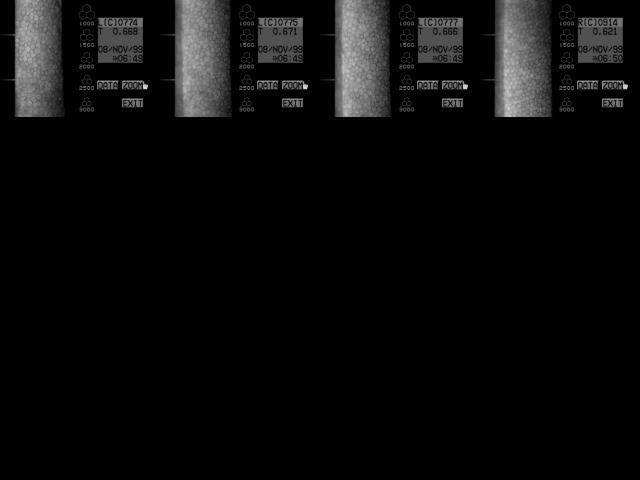 L(C)0774
T 0.668
08/NOV/99
06:49
1000
1500
2000
2500
3000
DATA ZOOM
EXIT
L(C)0775
T 0.671
08/NOV/99
06:49
1000
1500
2000
2500
3000
DATA ZOOM
EXIT
L(C)0777
T 0.666
08/NOV/99
06:49
1000
1500
2000
2500
3000
DATA ZOOM
EXIT
R(C)0914
T 0.621
08/NOV/99
06:50
1000
1500
2000
2500
3000
DATA ZOOM
EXIT